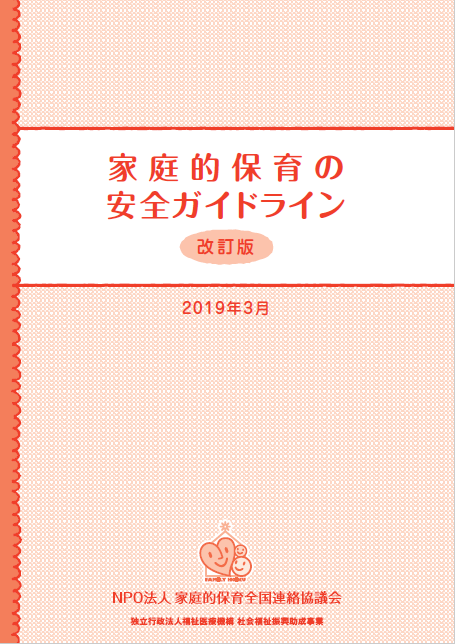 家庭的保育の
安全ガイドライン
改訂版
2019年3月
FAMILY HOIKU
NPO法人 家庭的保育全国連絡協議会
独立行政法人福祉医療機構 社会福祉振興助成事業